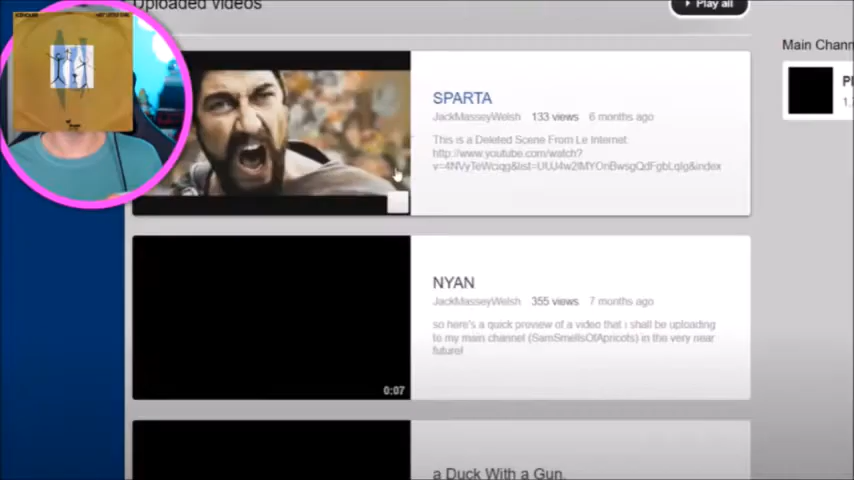 Uploaded videos
Play all
Main Chann
SPARTA
JackMasseyWelsh 133 views 6 months ago
This is a Deleted Scene From Le Internet
http://www.youtube.com/watch?
NYAN
JackMasseyWelsh 355 views 7 months ago
so here's a quick preview of a video that i shall be uploading
to my main channel (SamSmellsOfApricots) in the very near
future!
0:07
a Duck With a Gun.